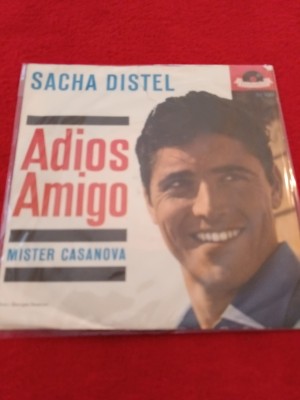 SACHA DISTEL
Adios
Amigo
MISTER CASANOVA